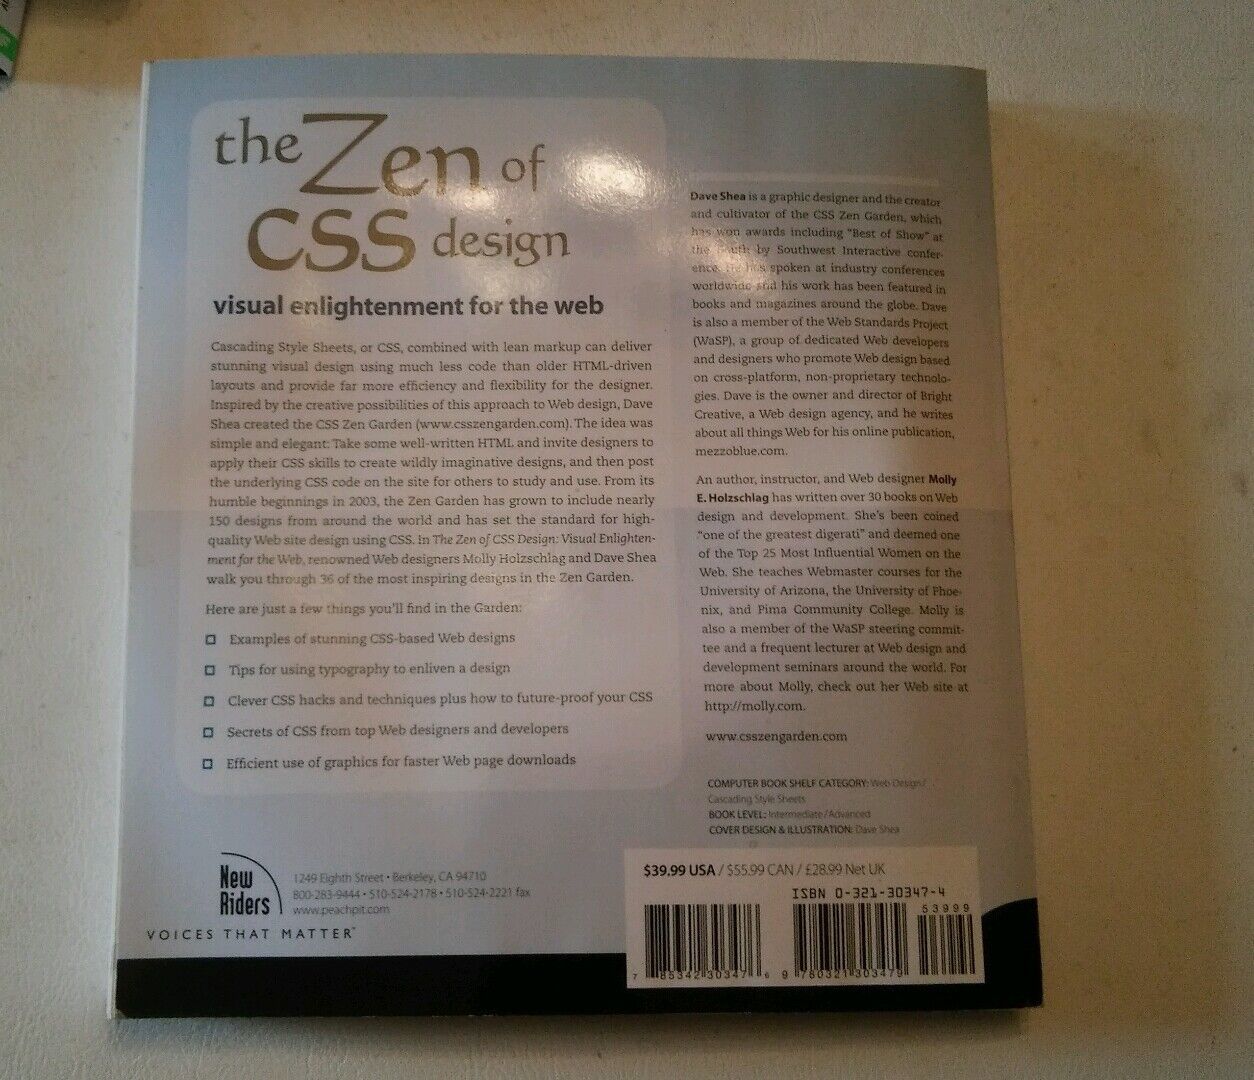 the Zen of
CSS design
visual enlightenment for the web
Cascading Style Sheets, or CSS, combined with lean markup can deliver
stunning visual design using much less code than older HTML-driven
layouts and provide far more efficiency and flexibility for the designer.
Inspired by the creative possibilities of this approach to Web design, Dave
Shea created the CSS Zen Garden (www.csszengarden.com). The idea was
simple and elegant: Take some well-written HTML and invite designers to
apply their CSS skills to create wildly imaginative designs, and then post
the underlying CSS code on the site for others to study and use. From its
humble beginnings in 2003, the Zen Garden has grown to include nearly
150 designs from around the world and has set the standard for high-
quality Web site design using CSS. In The Zen of CSS Design: Visual Enlighten-
ment for the Web, renowned Web designers Molly Holzschlag and Dave Shea
walk you through 36 of the most inspiring designs in the Zen Garden.
Here are just a few things you'll find in the Garden:
Examples of stunning CSS-based Web designs
Tips for using typography to enliven a design
Clever CSS hacks and techniques plus how to future-proof your CSS
Secrets of CSS from top Web designers and developers
Efficient use of graphics for faster Web page downloads
Dave Shea is a graphic designer and the creator
and cultivator of the CSS Zen Garden, which
has won awards including "Best of Show" at
the South by Southwest Interactive confer-
ence. He has spoken at industry conferences
worldwide and his work has been featured in
books and magazines around the globe. Dave
is also a member of the Web Standards Project
(WaSP), a group of dedicated Web developers
and designers who promote Web design based
on cross-platform, non-proprietary technolo-
gies. Dave is the owner and director of Bright
Creative, a Web design agency, and he writes
about all things Web for his online publication,
mezzoblue.com.
An author, instructor, and Web designer Molly
E. Holzschlag has written over 30 books on Web
design and development. She's been coined
"one of the greatest digerati" and deemed one
of the Top 25 Most Influential Women on the
Web. She teaches Webmaster courses for the
University of Arizona, the University of Phoe-
nix, and Pima Community College. Molly is
also a member of the WaSP steering commit-
tee and a frequent lecturer at Web design and
development seminars around the world. For
more about Molly, check out her Web site at
http://molly.com.
www.csszengarden.com
COMPUTER BOOK SHELF CATEGORY: Web Design/
Cascading Style Sheets
BOOK LEVEL: Intermediate/Advanced
COVER DESIGN & ILLUSTRATION: Dave Shea
New
Riders
VOICES THAT MATTER™
1249 Eighth Street • Berkeley, CA 94710
800-283-9444 • 510-524-2178 • 510-524-2221 fax
www.peachpit.com
$39.99 USA / $55.99 CAN / £28.99 Net UK
ISBN 0-321-30347-4
53999
7 85342 30347 6
9 780321 303479